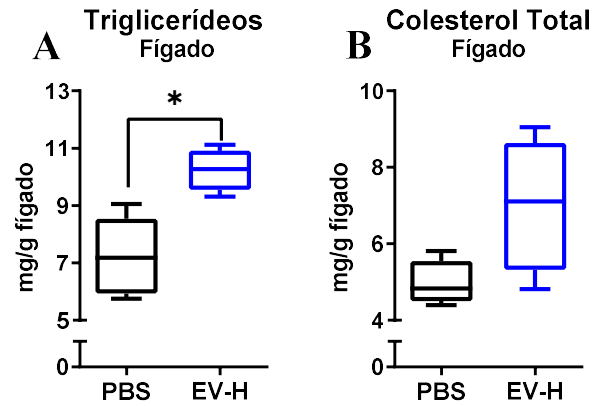 A
Triglicerídeos
Fígado
mg/g fígado
13
11
9
7
5
0
*
PBS
EV-H
B
Colesterol Total
Fígado
mg/g fígado
10
8
6
4
0
PBS
EV-H